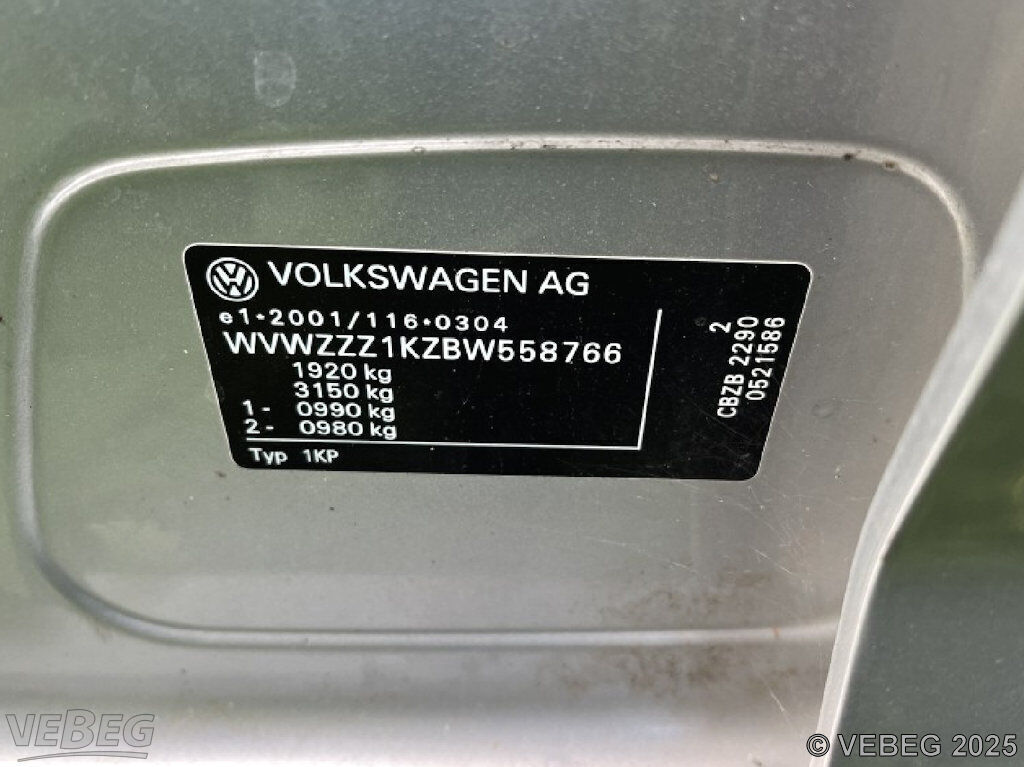 VOLKSWAGEN AG
e1*2001/116*0304
WVWZZZ1KZBW558766
1920 kg
3150 kg
1- 0990 kg
2- 0980 kg
Typ 1KP
2
CBZB 2290
0521586
VEBEG
© VEBEG 2025